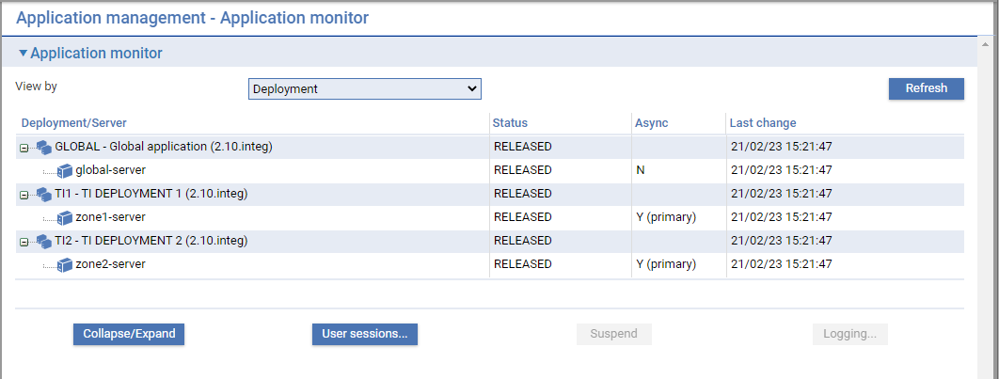 Application management - Application monitor
Application monitor
View by Deployment Refresh
Deployment/Server Status Async Last change
GLOBAL - Global application (2.10.integ) RELEASED 21/02/23 15:21:47
global-server RELEASED N 21/02/23 15:21:47
TI1 - TI DEPLOYMENT 1 (2.10.integ) RELEASED 21/02/23 15:21:47
zone1-server RELEASED Y (primary) 21/02/23 15:21:47
TI2 - TI DEPLOYMENT 2 (2.10.integ) RELEASED 21/02/23 15:21:47
zone2-server RELEASED Y (primary) 21/02/23 15:21:47
Collapse/Expand User sessions... Suspend Logging...